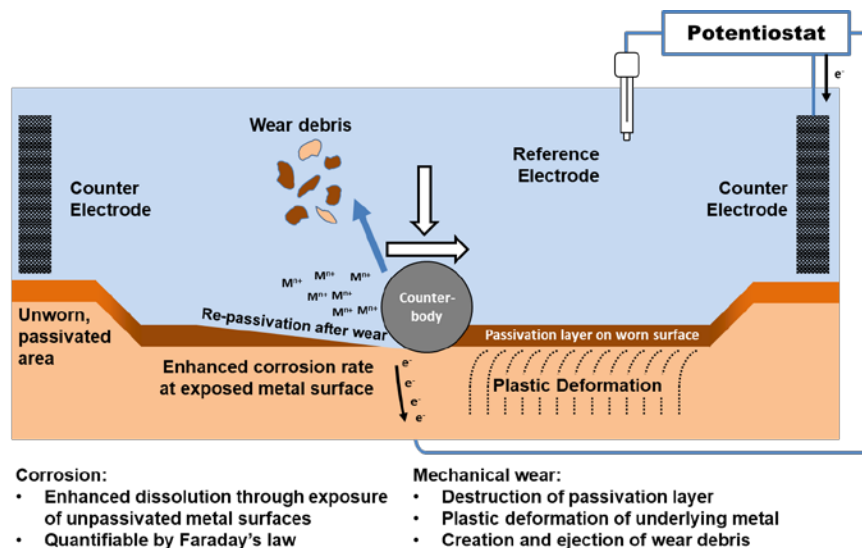 Potentiostat
e-
Wear debris
Reference
Electrode
Counter
Electrode
Counter
Electrode
Mn+ Mn+ Mn+
Mn+ Mn+
Mn+ Mn+ Mn+
Counter-
body
Unworn,
passivated
area
Re-passivation after wear
Passivation layer on worn surface
Enhanced corrosion rate
at exposed metal surface
e-
e-
e-
e-
Plastic Deformation
Corrosion:
• Enhanced dissolution through exposure
of unpassivated metal surfaces
• Quantifiable by Faraday's law
Mechanical wear:
• Destruction of passivation layer
• Plastic deformation of underlying metal
• Creation and ejection of wear debris